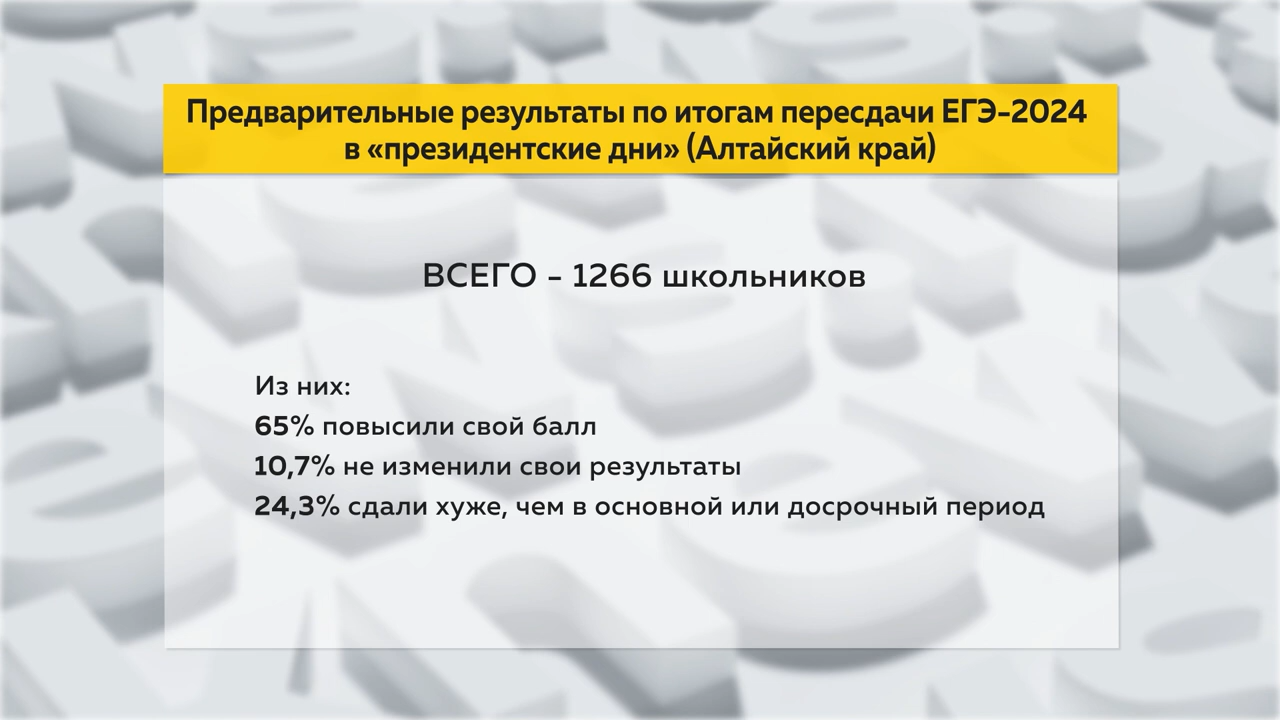 Предварительные результаты по итогам пересдачи ЕГЭ-2024
в «президентские дни» (Алтайский край)
ВСЕГО - 1266 школьников
Из них:
65% повысили свой балл
10,7% не изменили свои результаты
24,3% сдали хуже, чем в основной или досрочный период